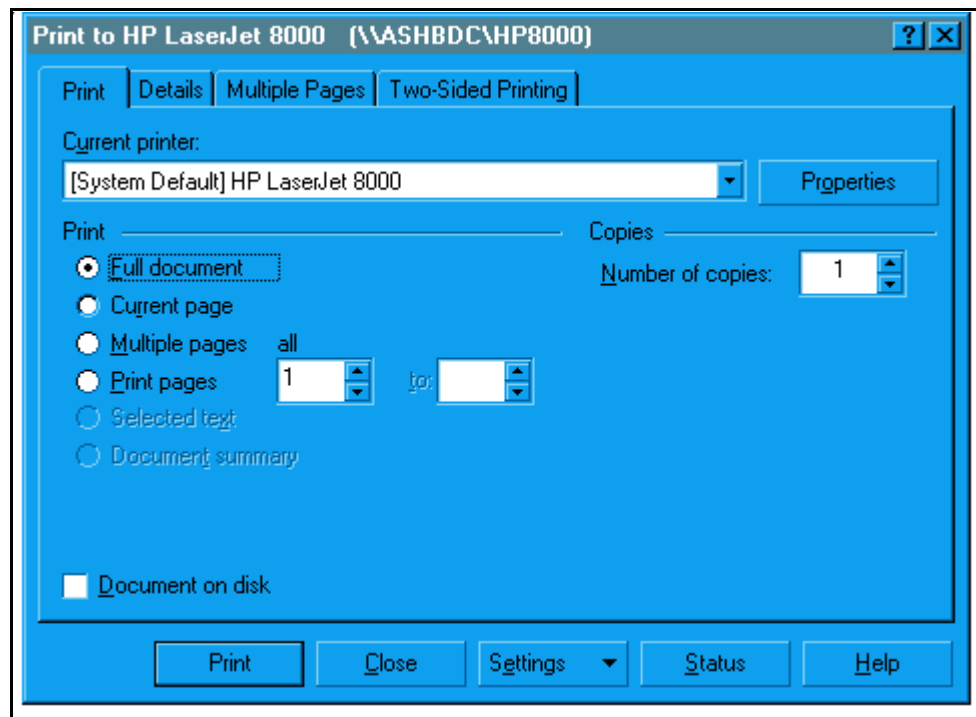 Print to HP LaserJet 8000 (\\ASHBDC\HP8000)
Print Details Multiple Pages Two-Sided Printing
Current printer:
[System Default] HP LaserJet 8000 Properties
Print Copies
Full document Number of copies: 1
Current page
Multiple pages all
Print pages 1 to:
Selected text
Document summary
Document on disk
Print Close Settings Status Help